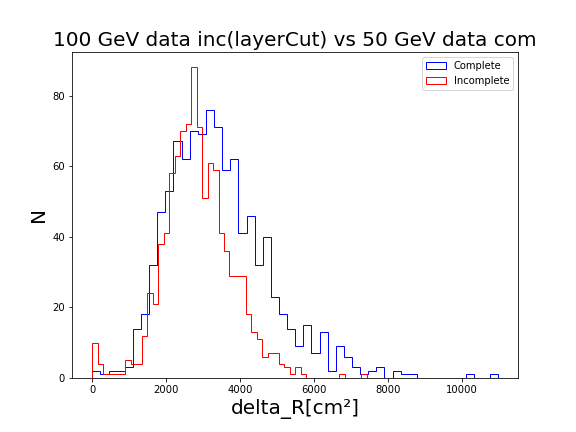 100 GeV data inc(layerCut) vs 50 GeV data com
Complete
Incomplete
80
60
40
20
0
N
0 2000 4000 6000 8000 10000
delta_R[cm²]